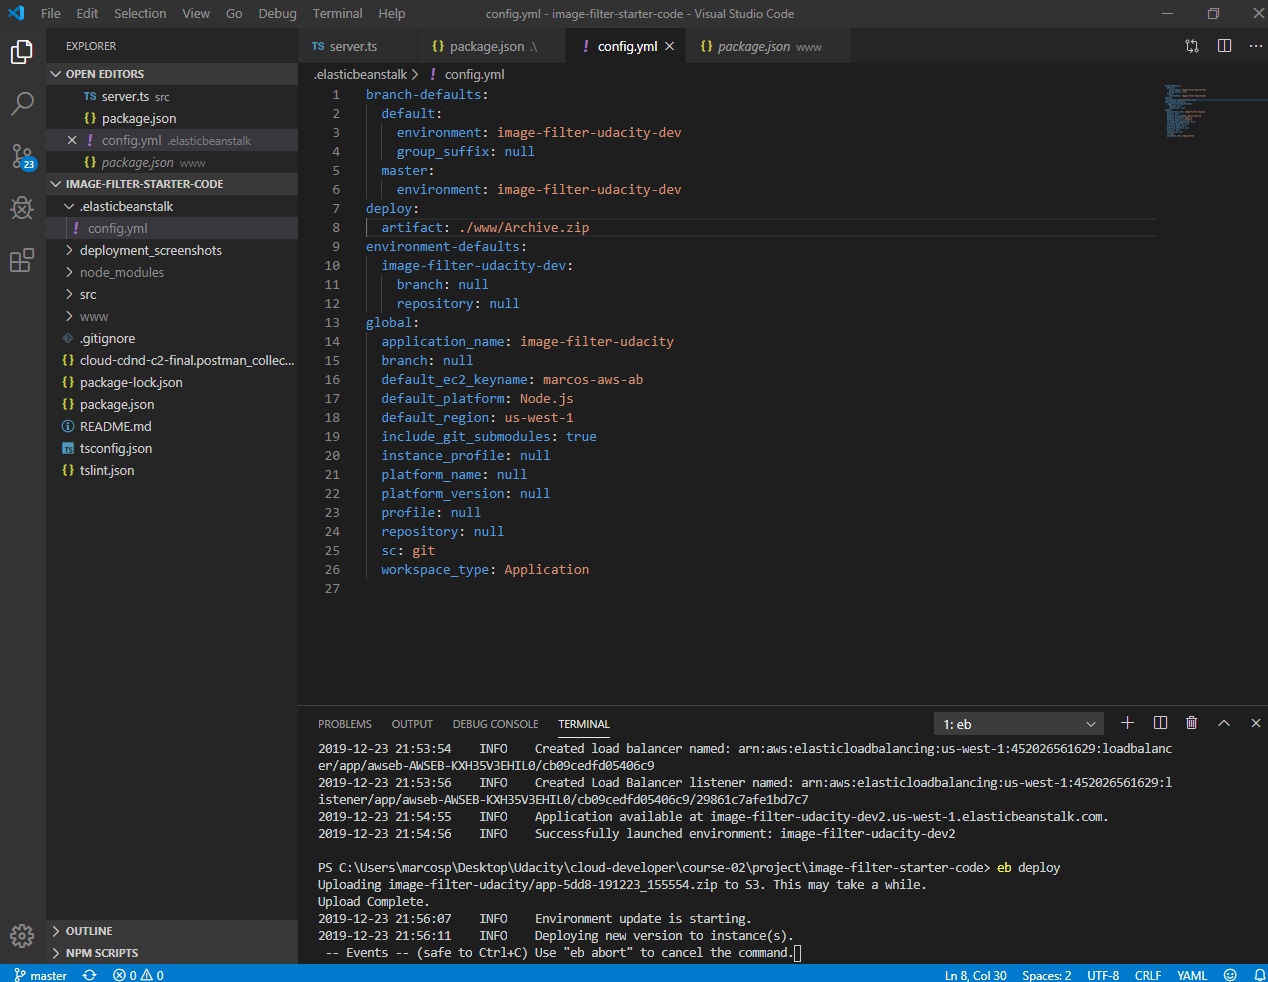 File Edit Selection View Go Debug Terminal Help config.yml - image-filter-starter-code - Visual Studio Code
EXPLORER
OPEN EDITORS
TS server.ts src
{} package.json
! config.yml .elasticbeanstalk
{} package.json www
IMAGE-FILTER-STARTER-CODE
.elasticbeanstalk
! config.yml
deployment_screenshots
node_modules
src
www
.gitignore
{} cloud-cdnd-c2-final.postman_collec...
{} package-lock.json
{} package.json
README.md
TS tsconfig.json
{} tslint.json
OUTLINE
NPM SCRIPTS
23
TS server.ts {} package.json .\ ! config.yml {} package.json www
.elasticbeanstalk > ! config.yml
1 branch-defaults:
2 default:
3 environment: image-filter-udacity-dev
4 group_suffix: null
5 master:
6 environment: image-filter-udacity-dev
7 deploy:
8 artifact: ./www/Archive.zip
9 environment-defaults:
10 image-filter-udacity-dev:
11 branch: null
12 repository: null
13 global:
14 application_name: image-filter-udacity
15 branch: null
16 default_ec2_keyname: marcos-aws-ab
17 default_platform: Node.js
18 default_region: us-west-1
19 include_git_submodules: true
20 instance_profile: null
21 platform_name: null
22 platform_version: null
23 profile: null
24 repository: null
25 sc: git
26 workspace_type: Application
27
PROBLEMS OUTPUT DEBUG CONSOLE TERMINAL 1: eb
2019-12-23 21:53:54 INFO Created load balancer named: arn:aws:elasticloadbalancing:us-west-1:452026561629:loadbalanc
er/app/awseb-AWSEB-KXH35V3EHIL0/cb09cedfd05406c9
2019-12-23 21:53:56 INFO Created Load Balancer listener named: arn:aws:elasticloadbalancing:us-west-1:452026561629:l
istener/app/awseb-AWSEB-KXH35V3EHIL0/cb09cedfd05406c9/29861c7afe1bd7c7
2019-12-23 21:54:55 INFO Application available at image-filter-udacity-dev2.us-west-1.elasticbeanstalk.com.
2019-12-23 21:54:56 INFO Successfully launched environment: image-filter-udacity-dev2
PS C:\Users\marcosp\Desktop\Udacity\cloud-developer\course-02\project\image-filter-starter-code> eb deploy
Uploading image-filter-udacity/app-5dd8-191223_155554.zip to S3. This may take a while.
Upload Complete.
2019-12-23 21:56:07 INFO Environment update is starting.
2019-12-23 21:56:11 INFO Deploying new version to instance(s).
-- Events -- (safe to Ctrl+C) Use "eb abort" to cancel the command.
master 0 0 Ln 8, Col 30 Spaces: 2 UTF-8 CRLF YAML